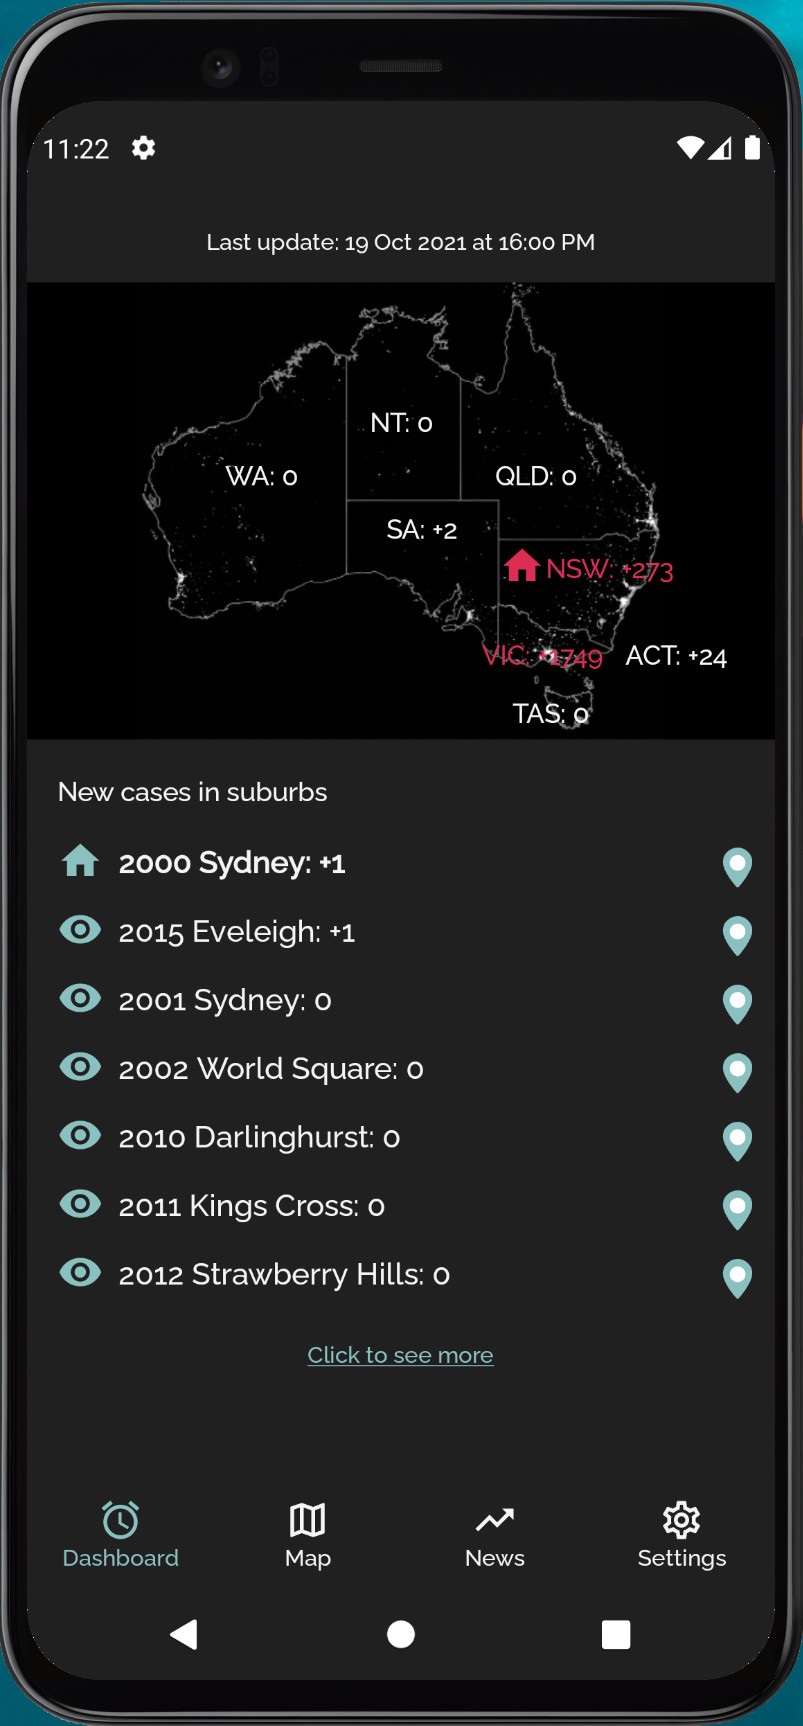 11:22
Last update: 19 Oct 2021 at 16:00 PM
NT: 0
WA: 0
QLD: 0
SA: +2
NSW: +273
VIC: +1749
ACT: +24
TAS: 0
New cases in suburbs
2000 Sydney: +1
2015 Eveleigh: +1
2001 Sydney: 0
2002 World Square: 0
2010 Darlinghurst: 0
2011 Kings Cross: 0
2012 Strawberry Hills: 0
Click to see more
Dashboard
Map
News
Settings